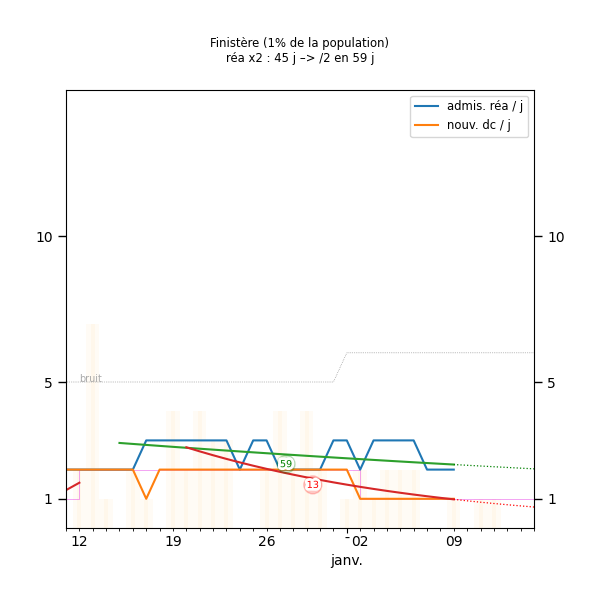 Finistère (1% de la population)
réa x2 : 45 j –> /2 en 59 j
admis. réa / j
nouv. dc / j
10
10
bruit
5
5
59
13
1
1
12
19
26
02
09
janv.